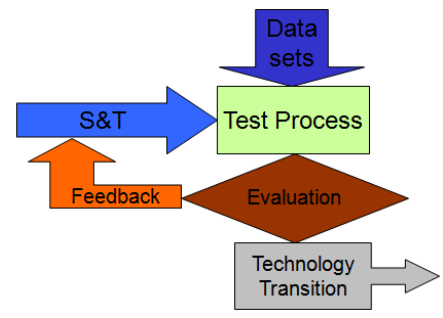 Data
sets
S&T
Test Process
Feedback
Evaluation
Technology
Transition